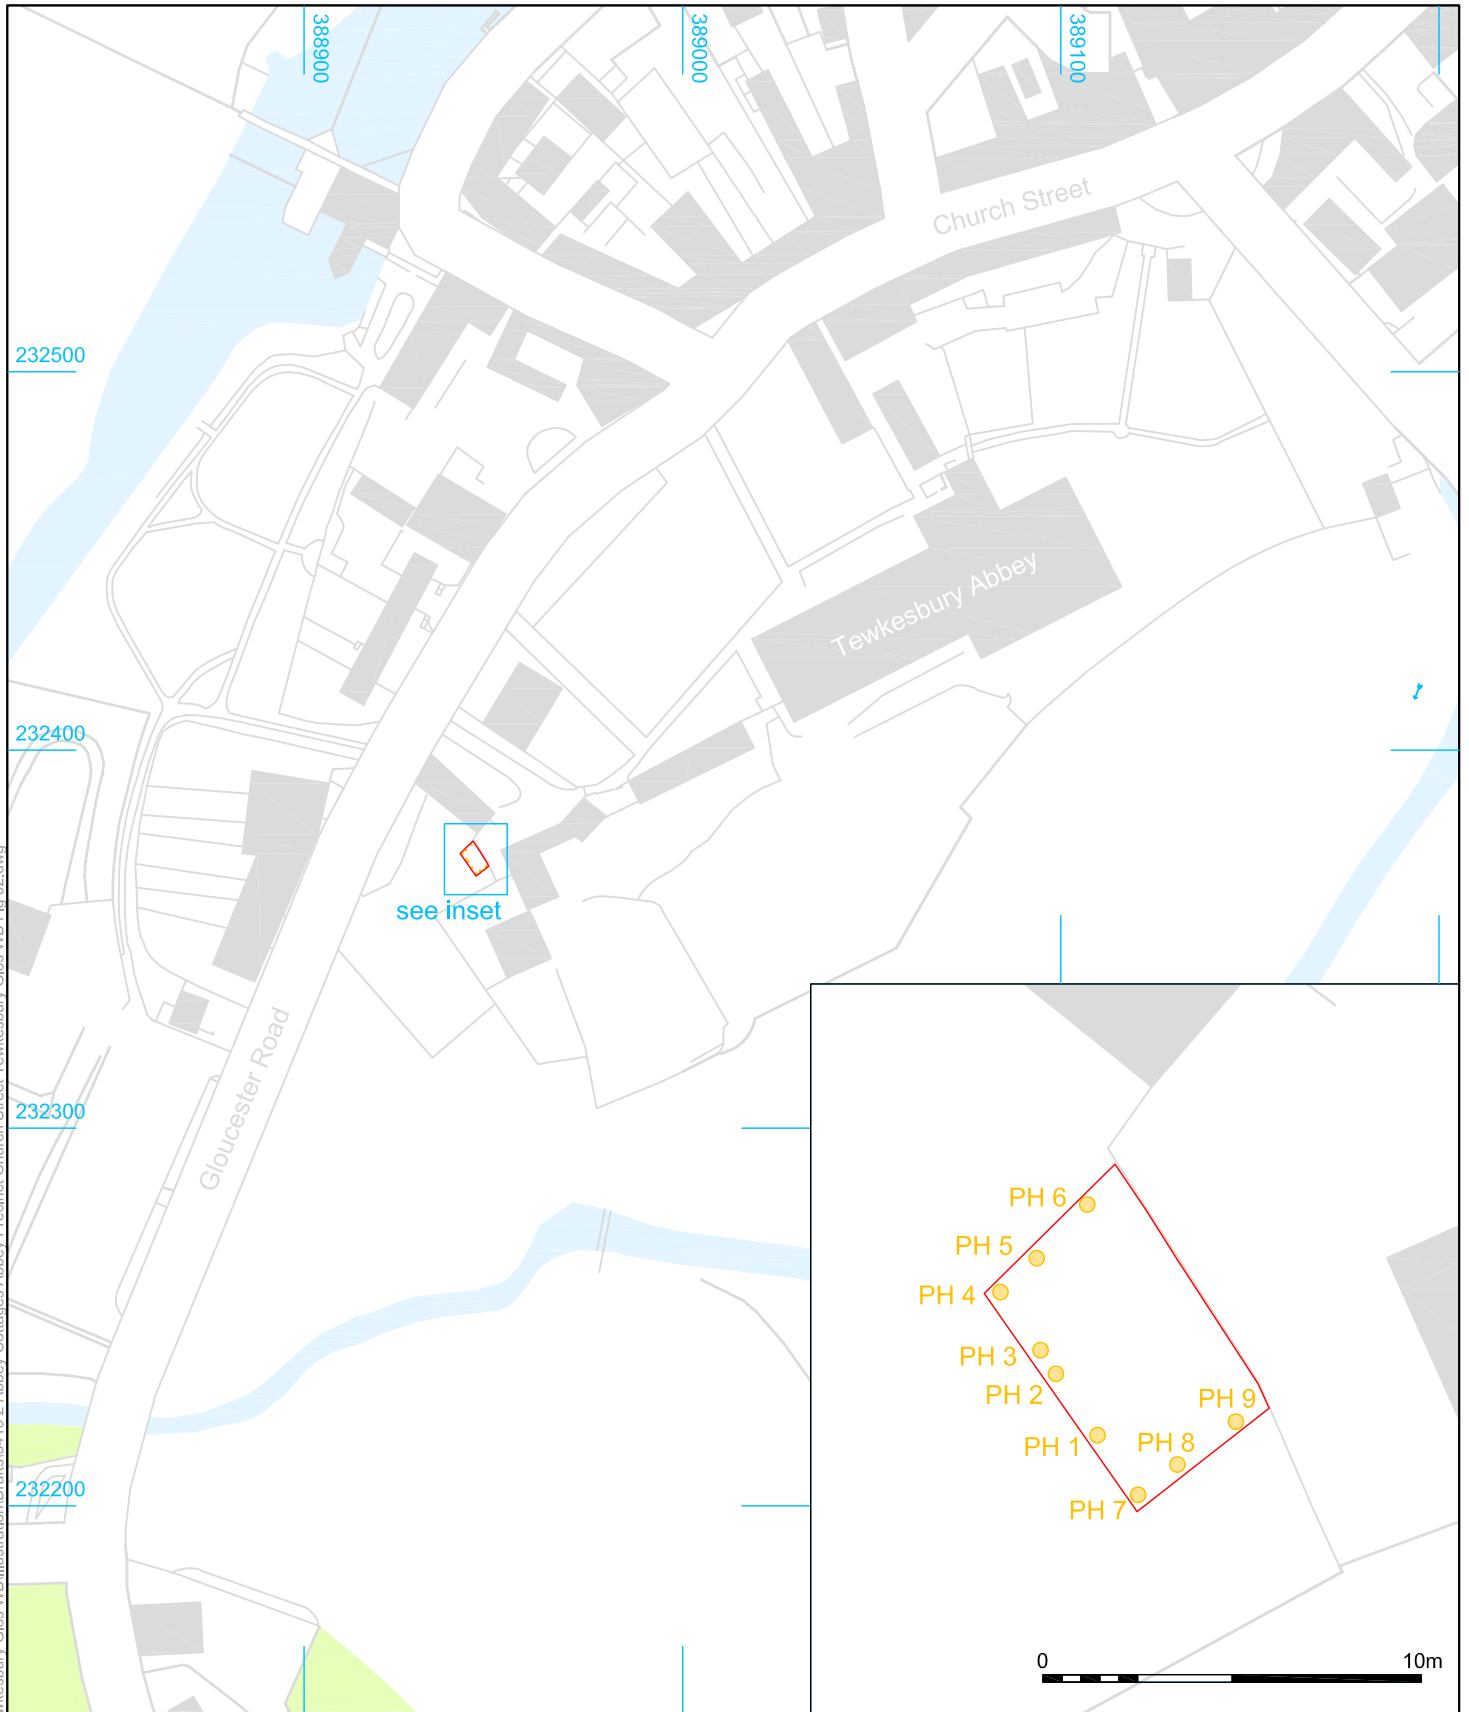 388900
389000
389100
Church Street
232500
Tewkesbury Abbey
232400
see inset
232300
Gloucester Road
232200
PH 6
PH 5
PH 4
PH 3
PH 2
PH 9
PH 1
PH 8
PH 7
0
10m